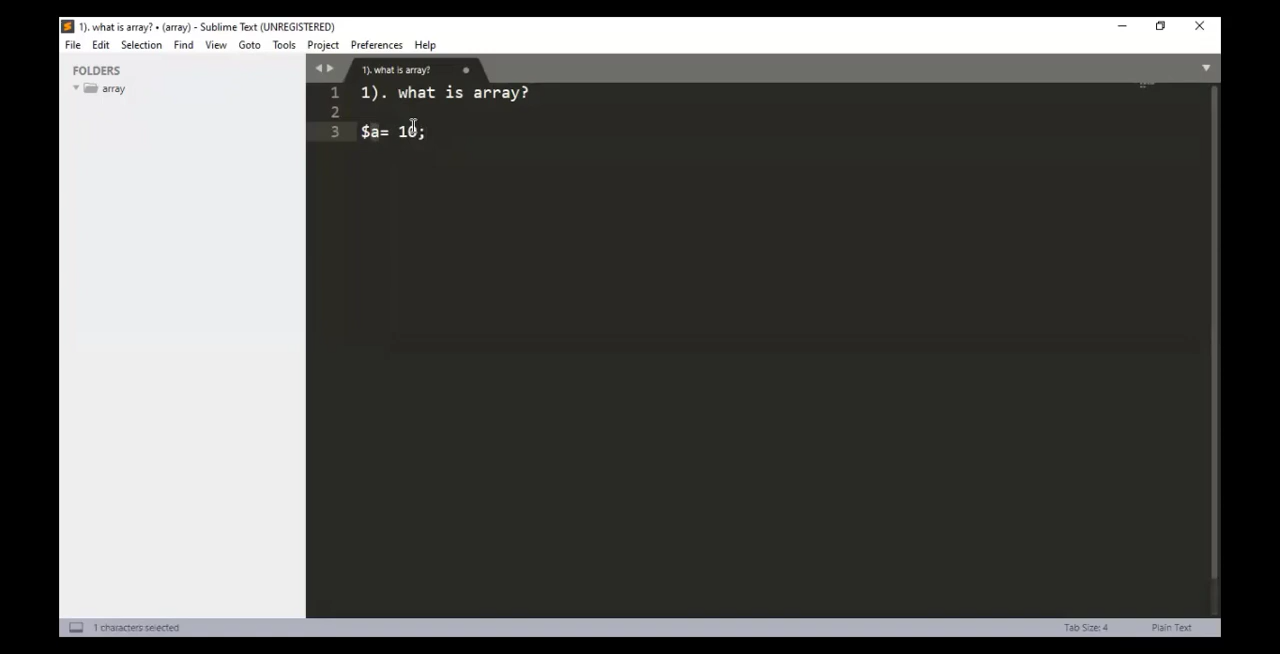 1). what is array? • (array) - Sublime Text (UNREGISTERED)
File Edit Selection Find View Goto Tools Project Preferences Help
FOLDERS
array
1). what is array?
1 1). what is array?
2
3 $a= 10;
1 characters selected
Tab Size: 4
Plain Text